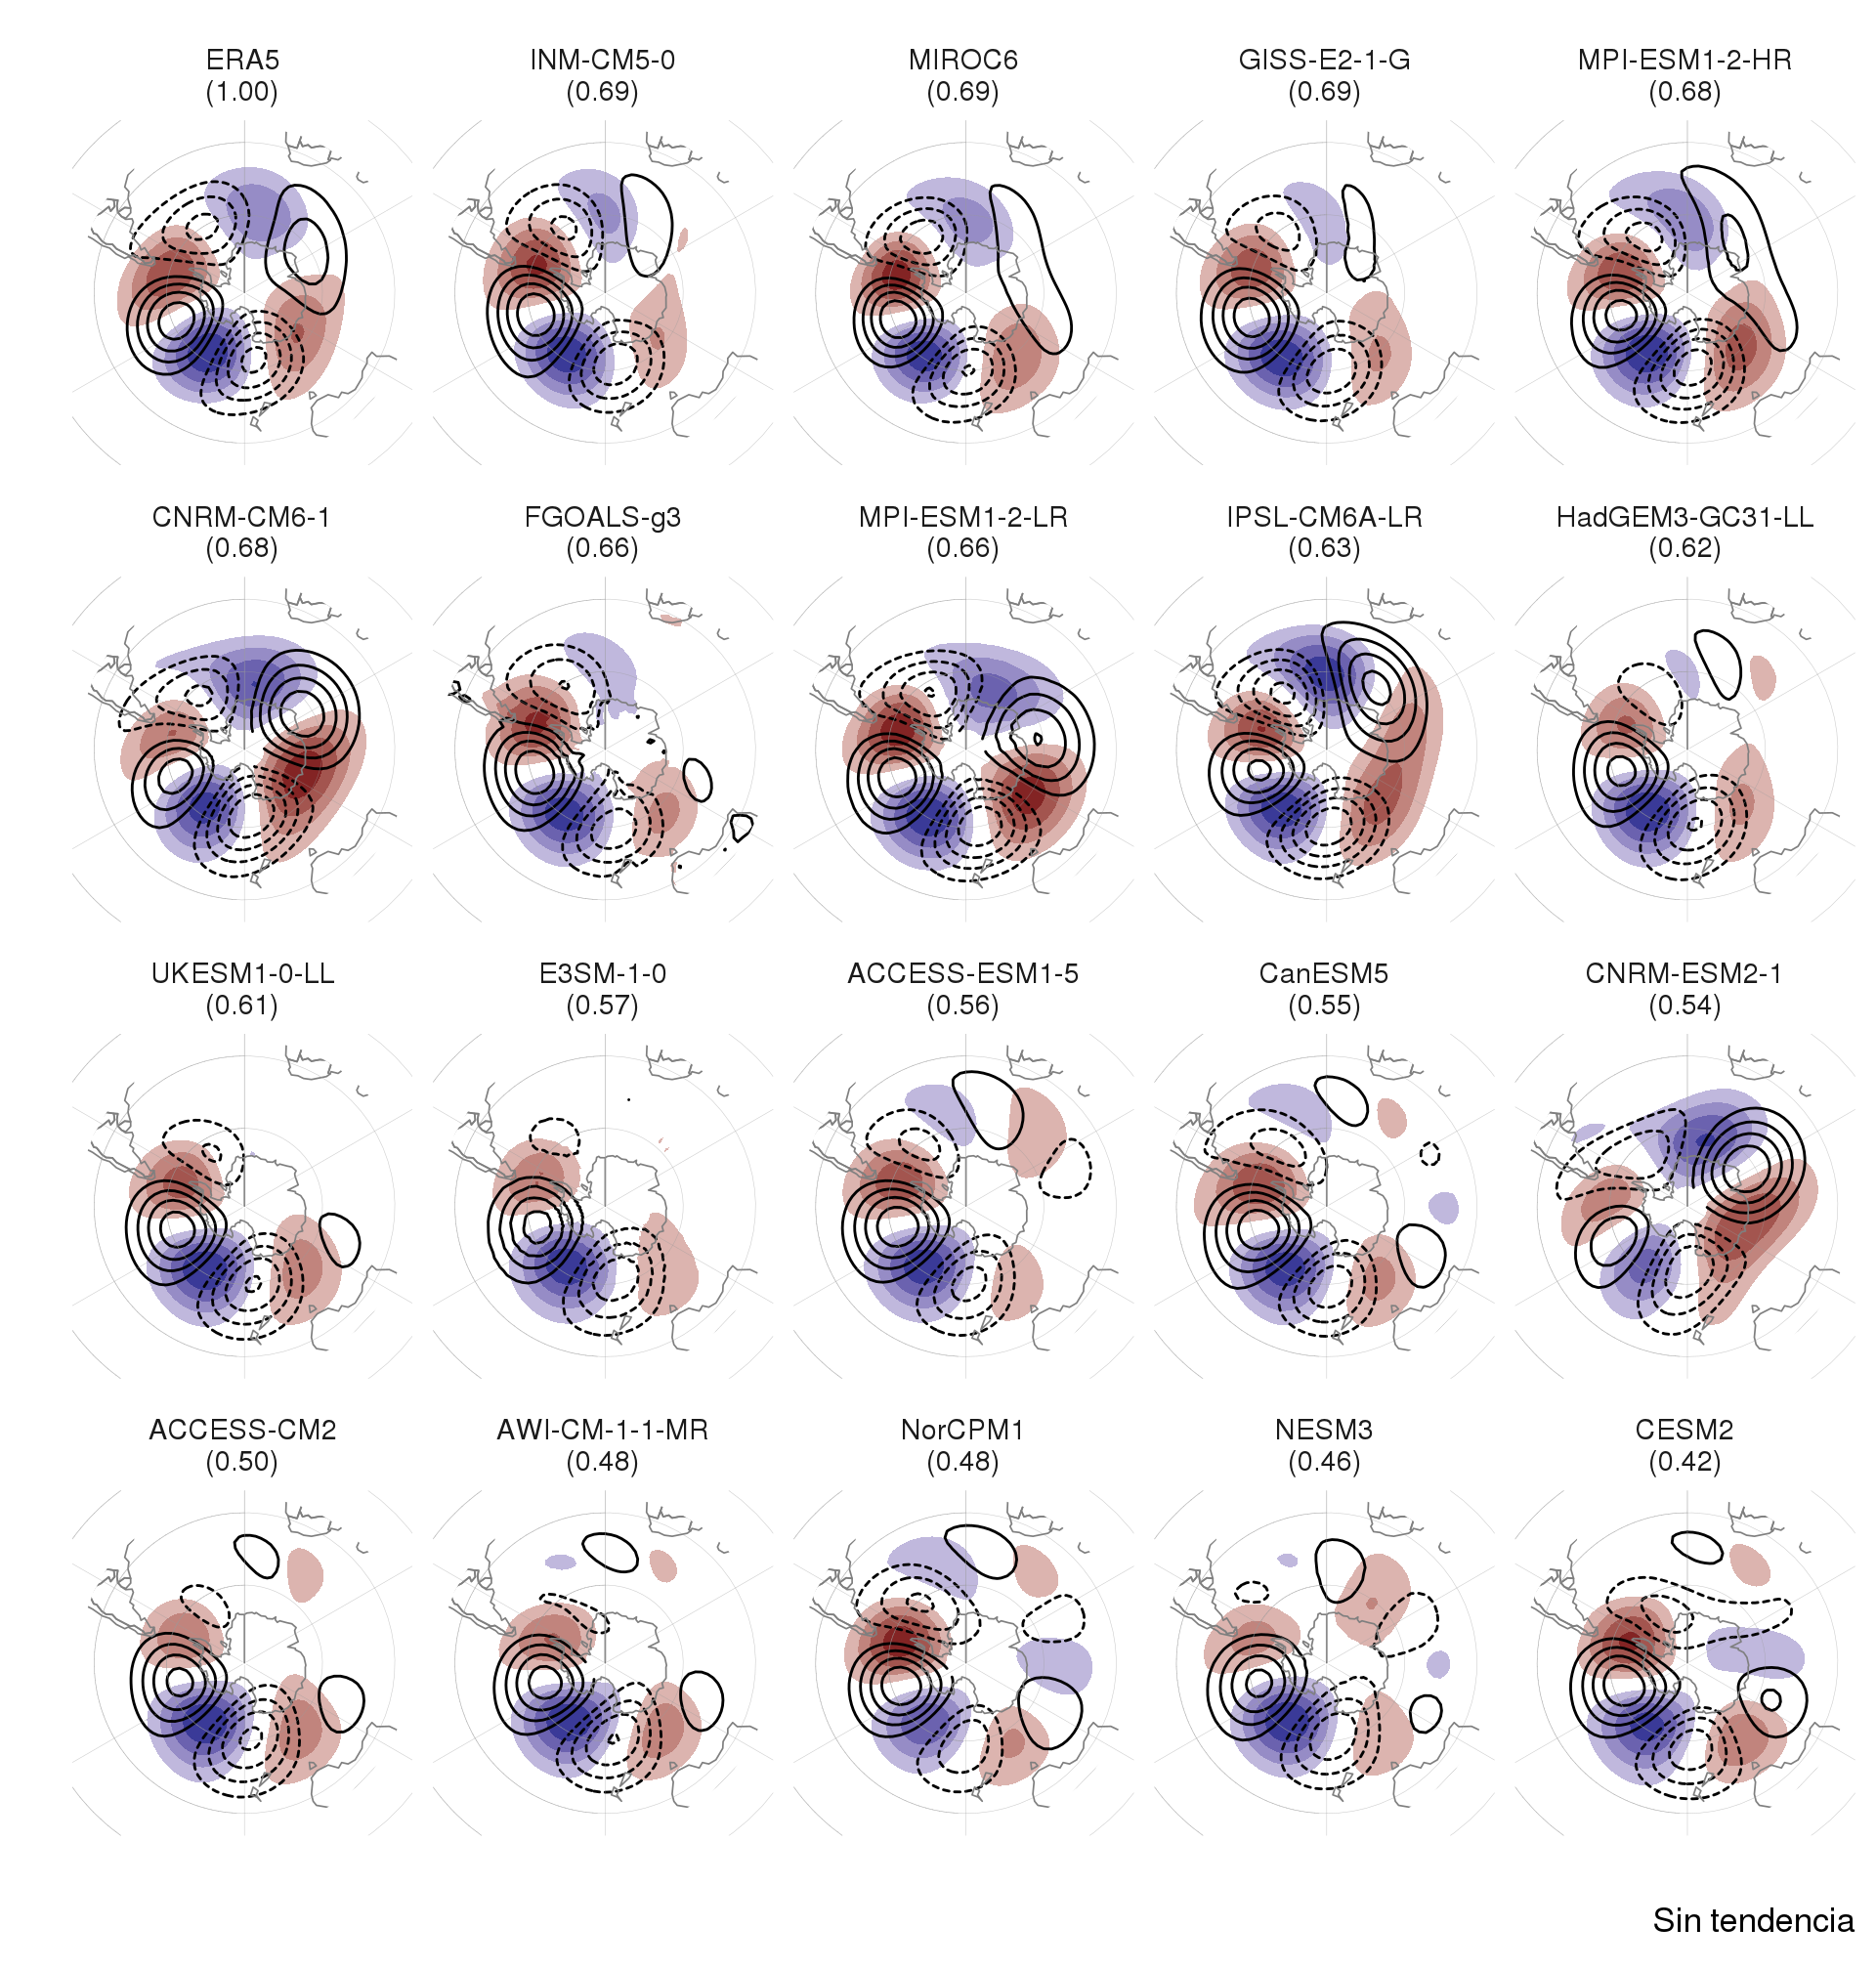 ERA5
(1.00)
INM-CM5-0
(0.69)
MIROC6
(0.69)
GISS-E2-1-G
(0.69)
MPI-ESM1-2-HR
(0.68)
CNRM-CM6-1
(0.68)
FGOALS-g3
(0.66)
MPI-ESM1-2-LR
(0.66)
IPSL-CM6A-LR
(0.63)
HadGEM3-GC31-LL
(0.62)
UKESM1-0-LL
(0.61)
E3SM-1-0
(0.57)
ACCESS-ESM1-5
(0.56)
CanESM5
(0.55)
CNRM-ESM2-1
(0.54)
ACCESS-CM2
(0.50)
AWI-CM-1-1-MR
(0.48)
NorCPM1
(0.48)
NESM3
(0.46)
CESM2
(0.42)
Sin tendencia